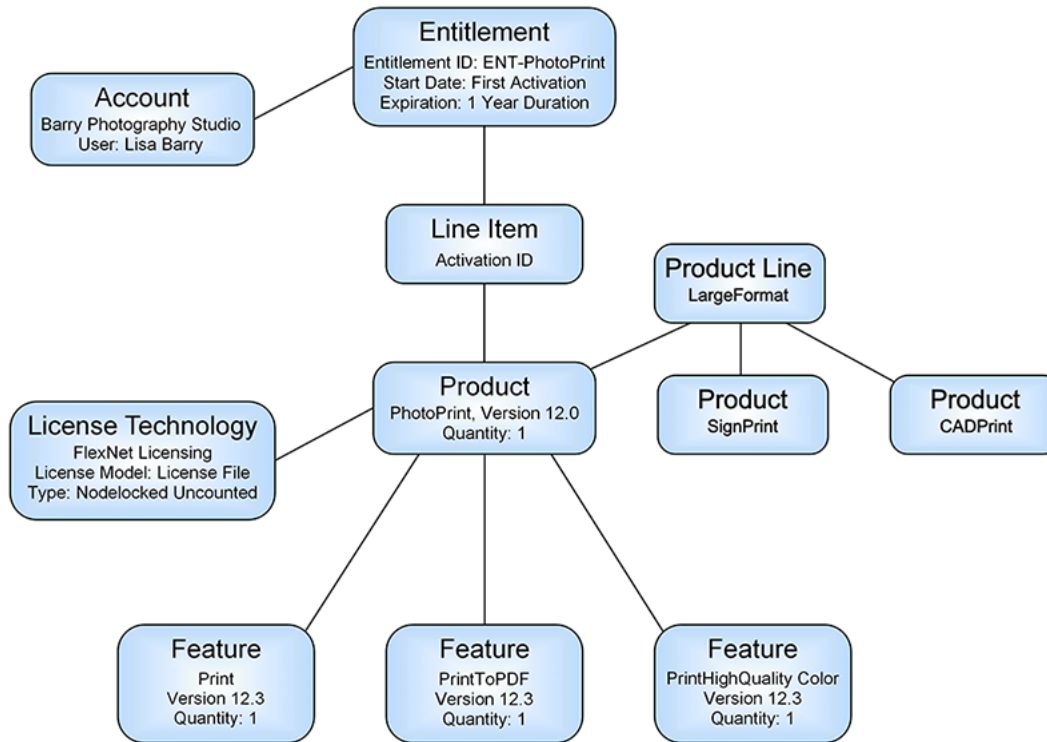 Entitlement
Entitlement ID: ENT-PhotoPrint
Start Date: First Activation
Expiration: 1 Year Duration
Account
Barry Photography Studio
User: Lisa Barry
Line Item
Activation ID
Product Line
LargeFormat
Product
PhotoPrint, Version 12.0
Quantity: 1
Product
SignPrint
Product
CADPrint
License Technology
FlexNet Licensing
License Model: License File
Type: Nodelocked Uncounted
Feature
Print
Version 12.3
Quantity: 1
Feature
PrintToPDF
Version 12.3
Quantity: 1
Feature
PrintHighQuality Color
Version 12.3
Quantity: 1